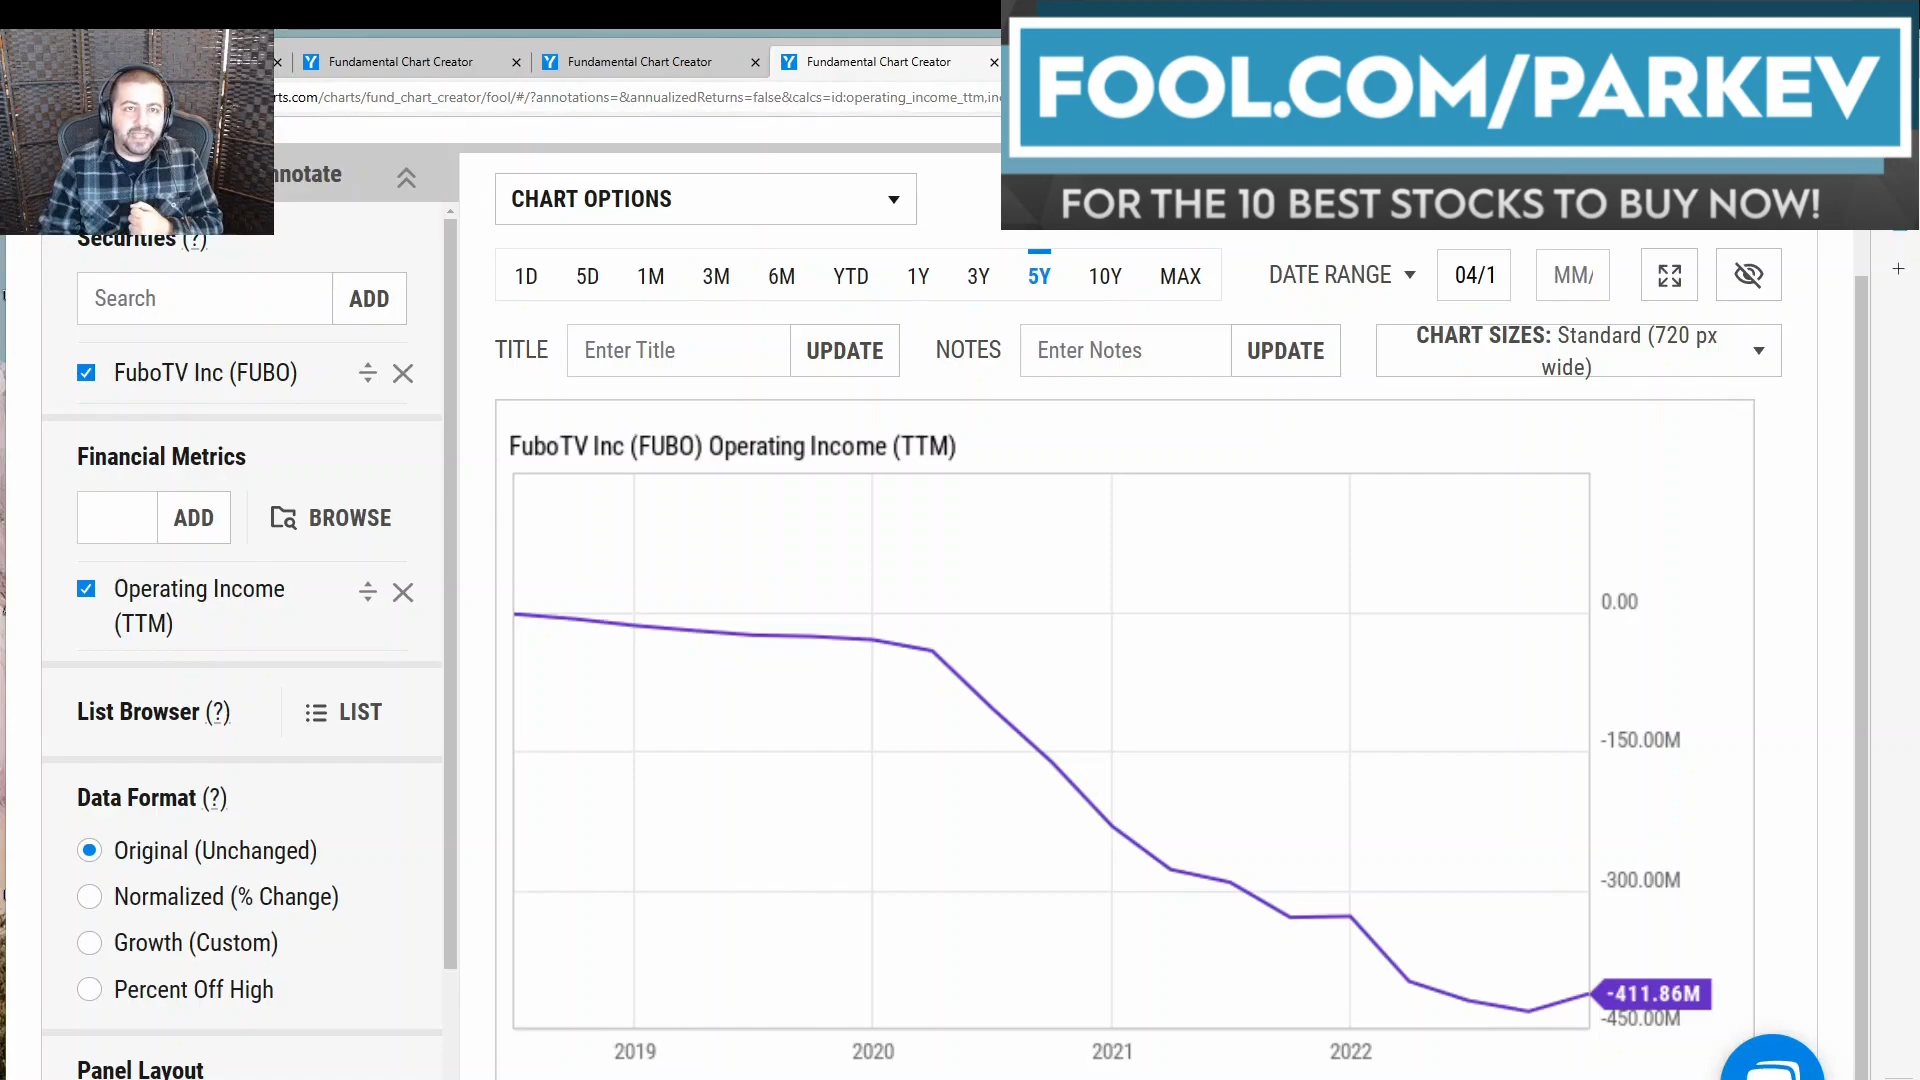 FOOL.COM/PARKEV
FOR THE 10 BEST STOCKS TO BUY NOW!
Fundamental Chart Creator
Fundamental Chart Creator
Fundamental Chart Creator
rts.com/charts/fund_chart_creator/fool/#/?annotations=&annualizedReturns=false&calcs=id:operating_income_ttm,inc
nnotate
Securities (?)
Search
ADD
FuboTV Inc (FUBO)
Financial Metrics
ADD
BROWSE
Operating Income
(TTM)
List Browser (?)
LIST
Data Format (?)
Original (Unchanged)
Normalized (% Change)
Growth (Custom)
Percent Off High
Panel Layout
CHART OPTIONS
1D 5D 1M 3M 6M YTD 1Y 3Y 5Y 10Y MAX
DATE RANGE
04/1
MM/
TITLE
Enter Title
UPDATE
NOTES
Enter Notes
UPDATE
CHART SIZES: Standard (720 px
wide)
FuboTV Inc (FUBO) Operating Income (TTM)
0.00
-150.00M
-300.00M
-411.86M
-450.00M
2019 2020 2021 2022